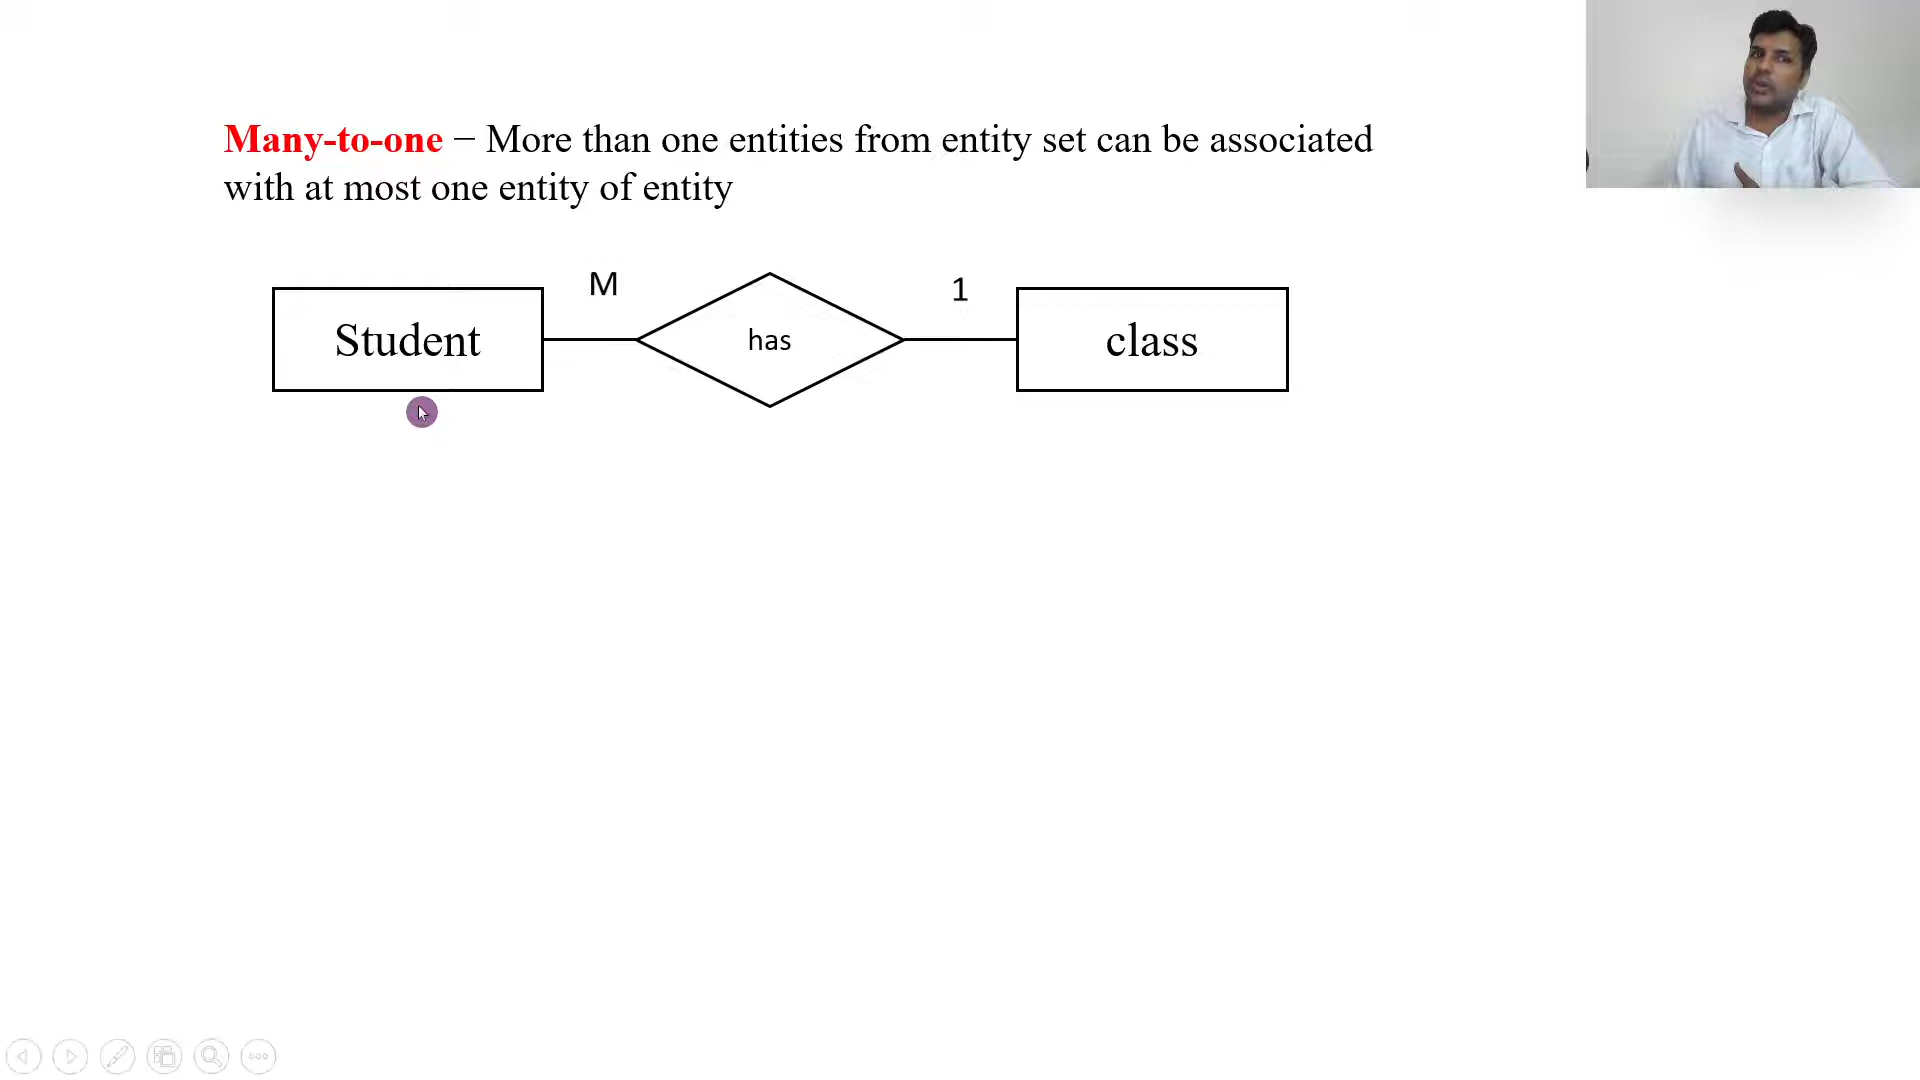 Many-to-one − More than one entities from entity set can be associated
with at most one entity of entity
M
1
Student
has
class